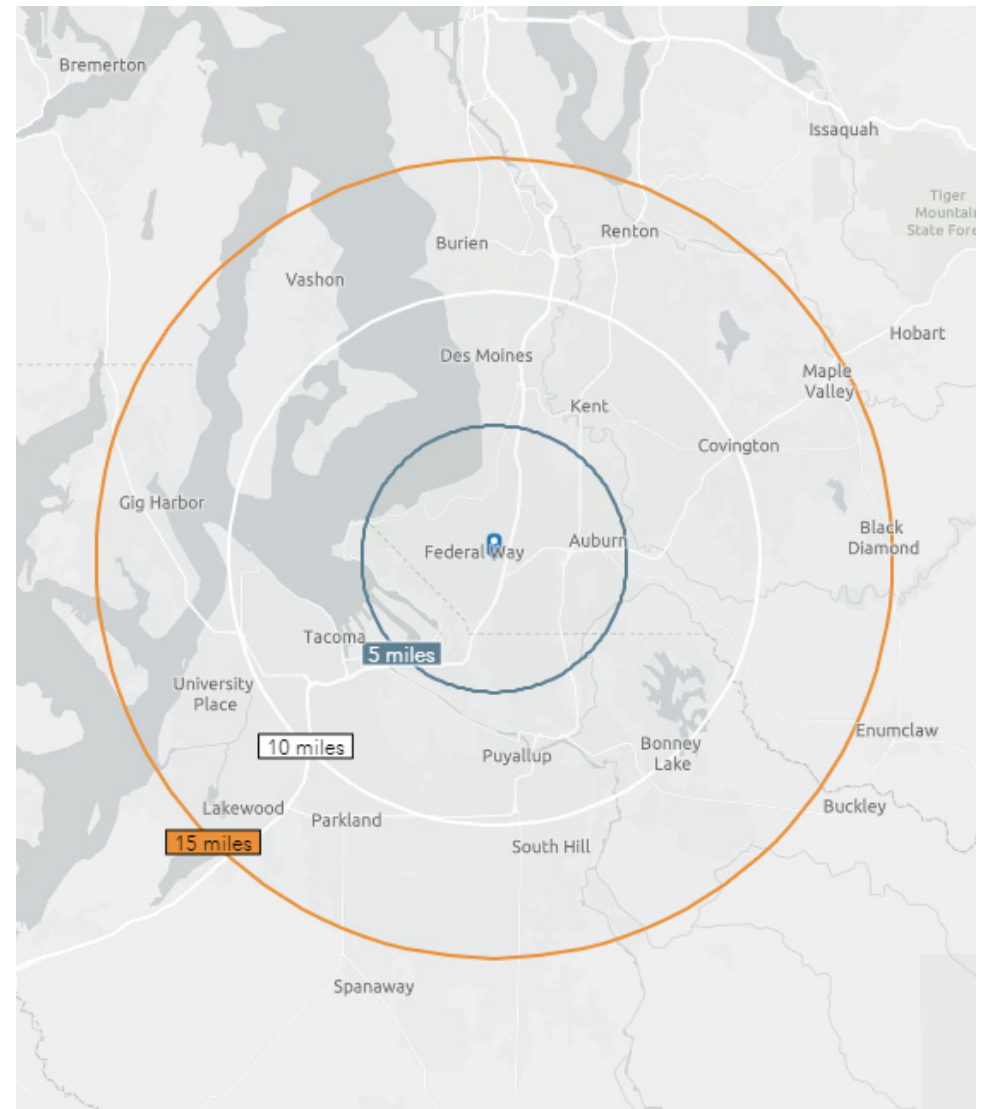 Bremerton
Issaquah
Tiger
Mountain
State Fore
Renton
Burien
Vashon
Hobart
Des Moines
Maple
Valley
Kent
Covington
Gig Harbor
Black
Diamond
Auburn
Federal Way
Tacoma
5 miles
University
Place
Enumclaw
10 miles
Bonney
Lake
Puyallup
Lakewood
Buckley
Parkland
15 miles
South Hill
Spanaway